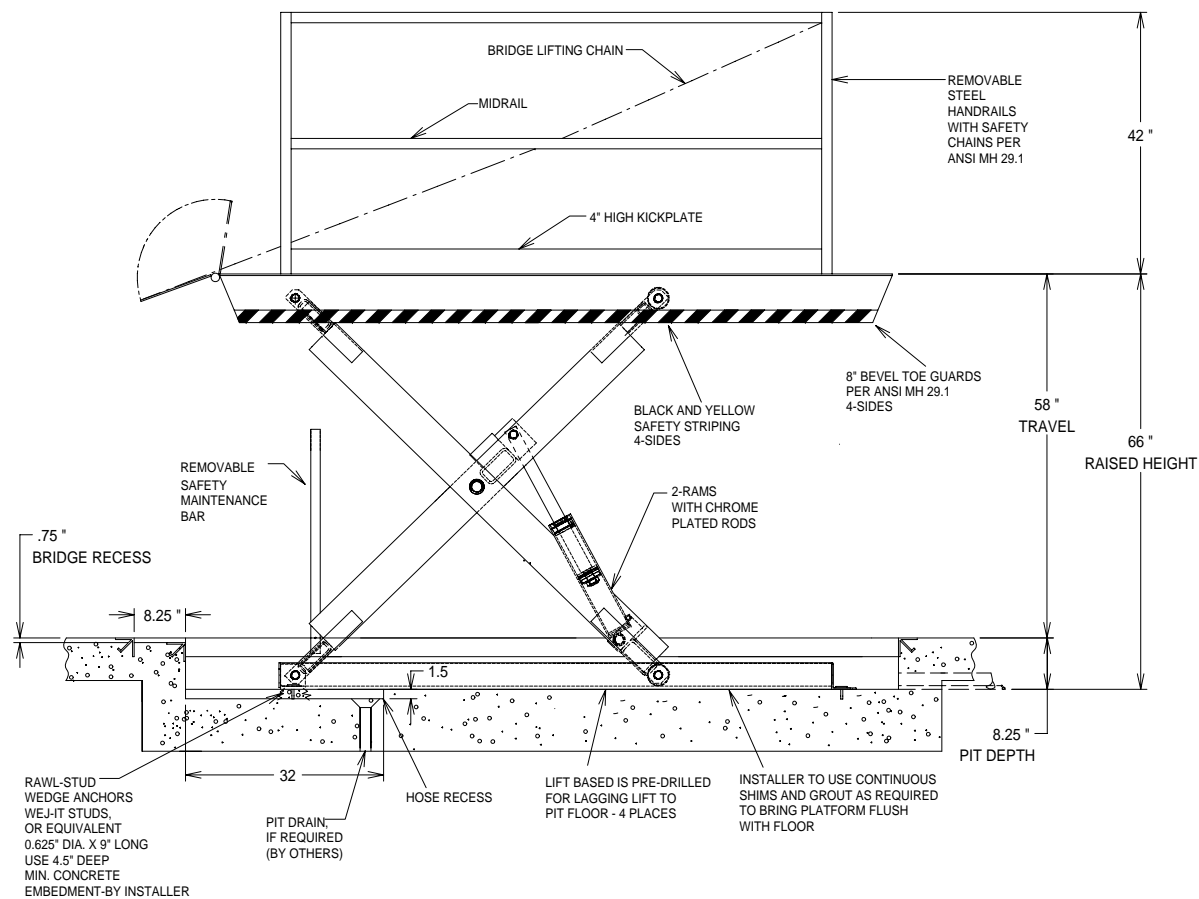 BRIDGE LIFTING CHAIN
MIDRAIL
REMOVABLE
STEEL
HANDRAILS
WITH SAFETY
CHAINS PER
ANSI MH 29.1
42 "
4" HIGH KICKPLATE
8" BEVEL TOE GUARDS
PER ANSI MH 29.1
4-SIDES
BLACK AND YELLOW
SAFETY STRIPING
4-SIDES
58 "
TRAVEL
66 "
RAISED HEIGHT
REMOVABLE
SAFETY
MAINTENANCE
BAR
2-RAMS
WITH CHROME
PLATED RODS
.75 "
BRIDGE RECESS
8.25 "
1.5
8.25 "
PIT DEPTH
32
HOSE RECESS
RAWL-STUD
WEDGE ANCHORS
WEJ-IT STUDS,
OR EQUIVALENT
0.625" DIA. X 9" LONG
USE 4.5" DEEP
MIN. CONCRETE
EMBEDMENT-BY INSTALLER
PIT DRAIN,
IF REQUIRED
(BY OTHERS)
LIFT BASED IS PRE-DRILLED
FOR LAGGING LIFT TO
PIT FLOOR - 4 PLACES
INSTALLER TO USE CONTINUOUS
SHIMS AND GROUT AS REQUIRED
TO BRING PLATFORM FLUSH
WITH FLOOR